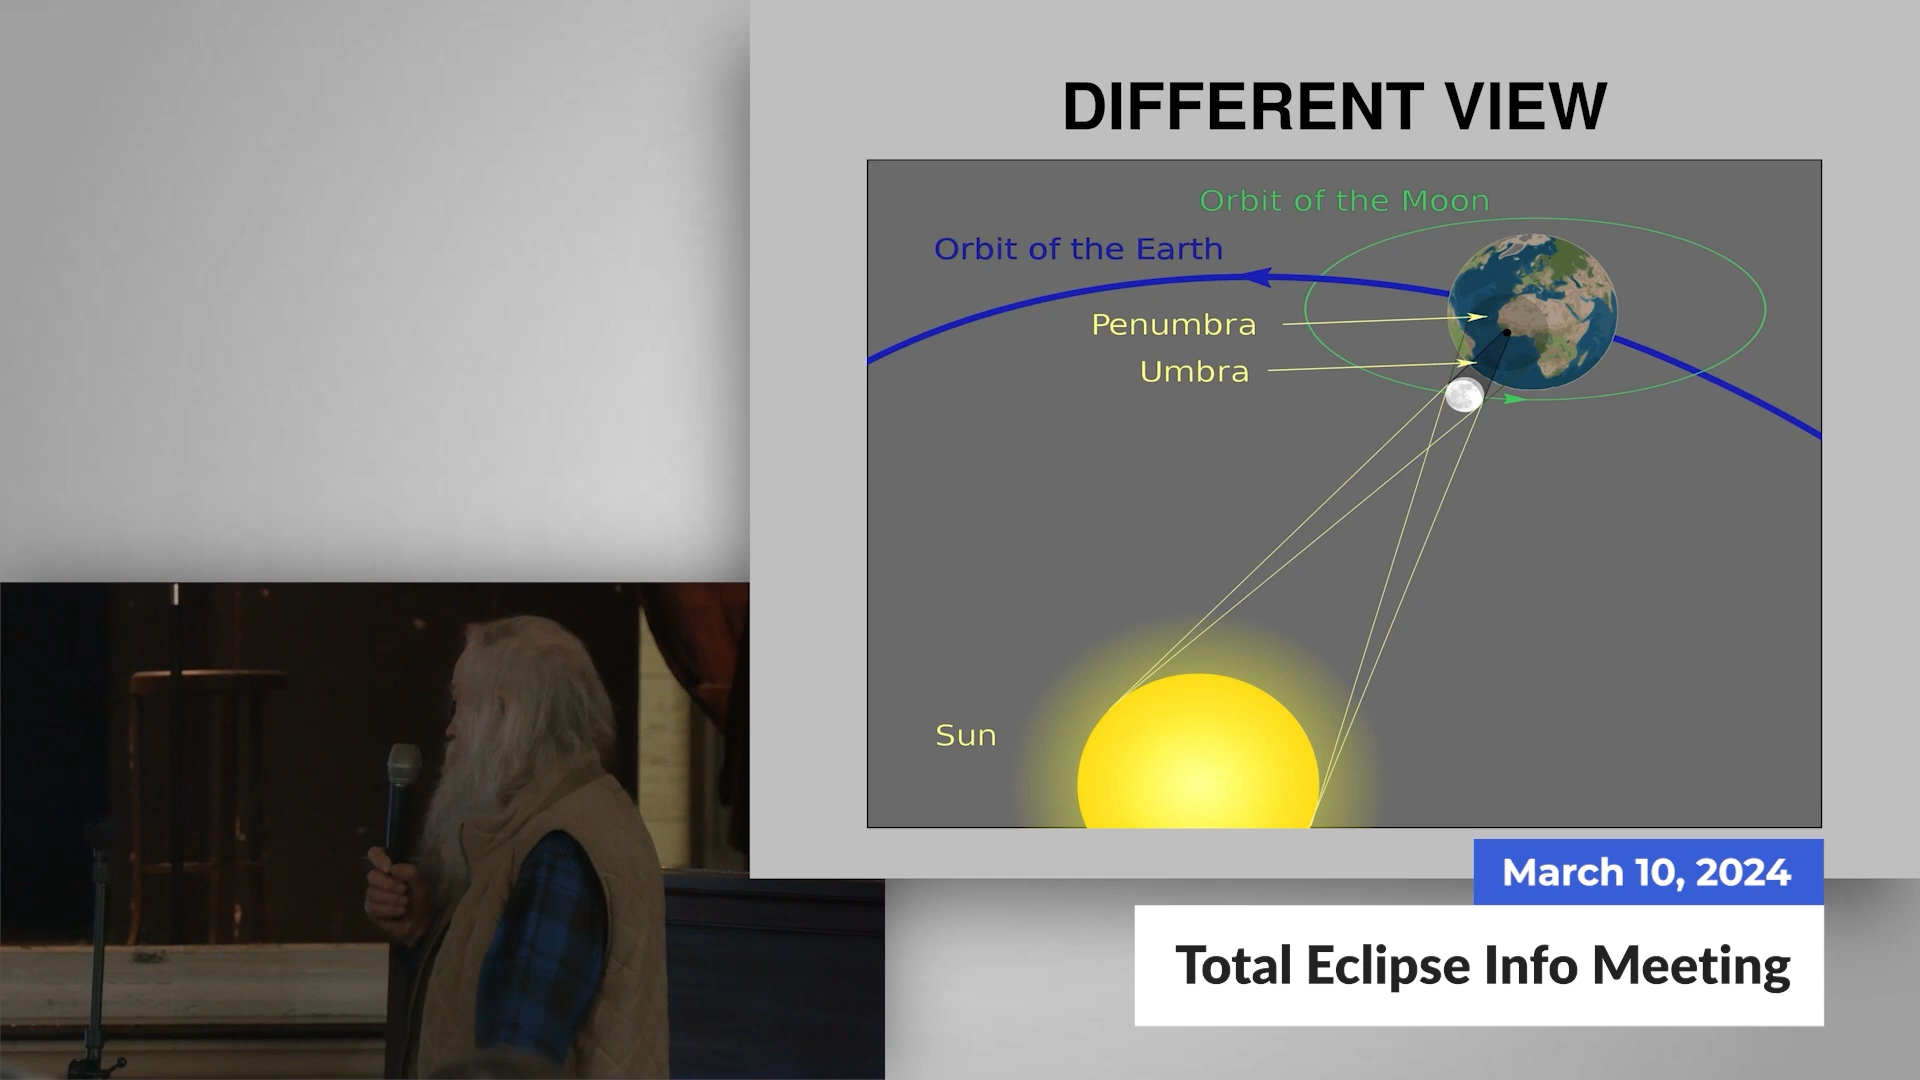 DIFFERENT VIEW
Orbit of the Moon
Orbit of the Earth
Penumbra
Umbra
Sun
March 10, 2024
Total Eclipse Info Meeting